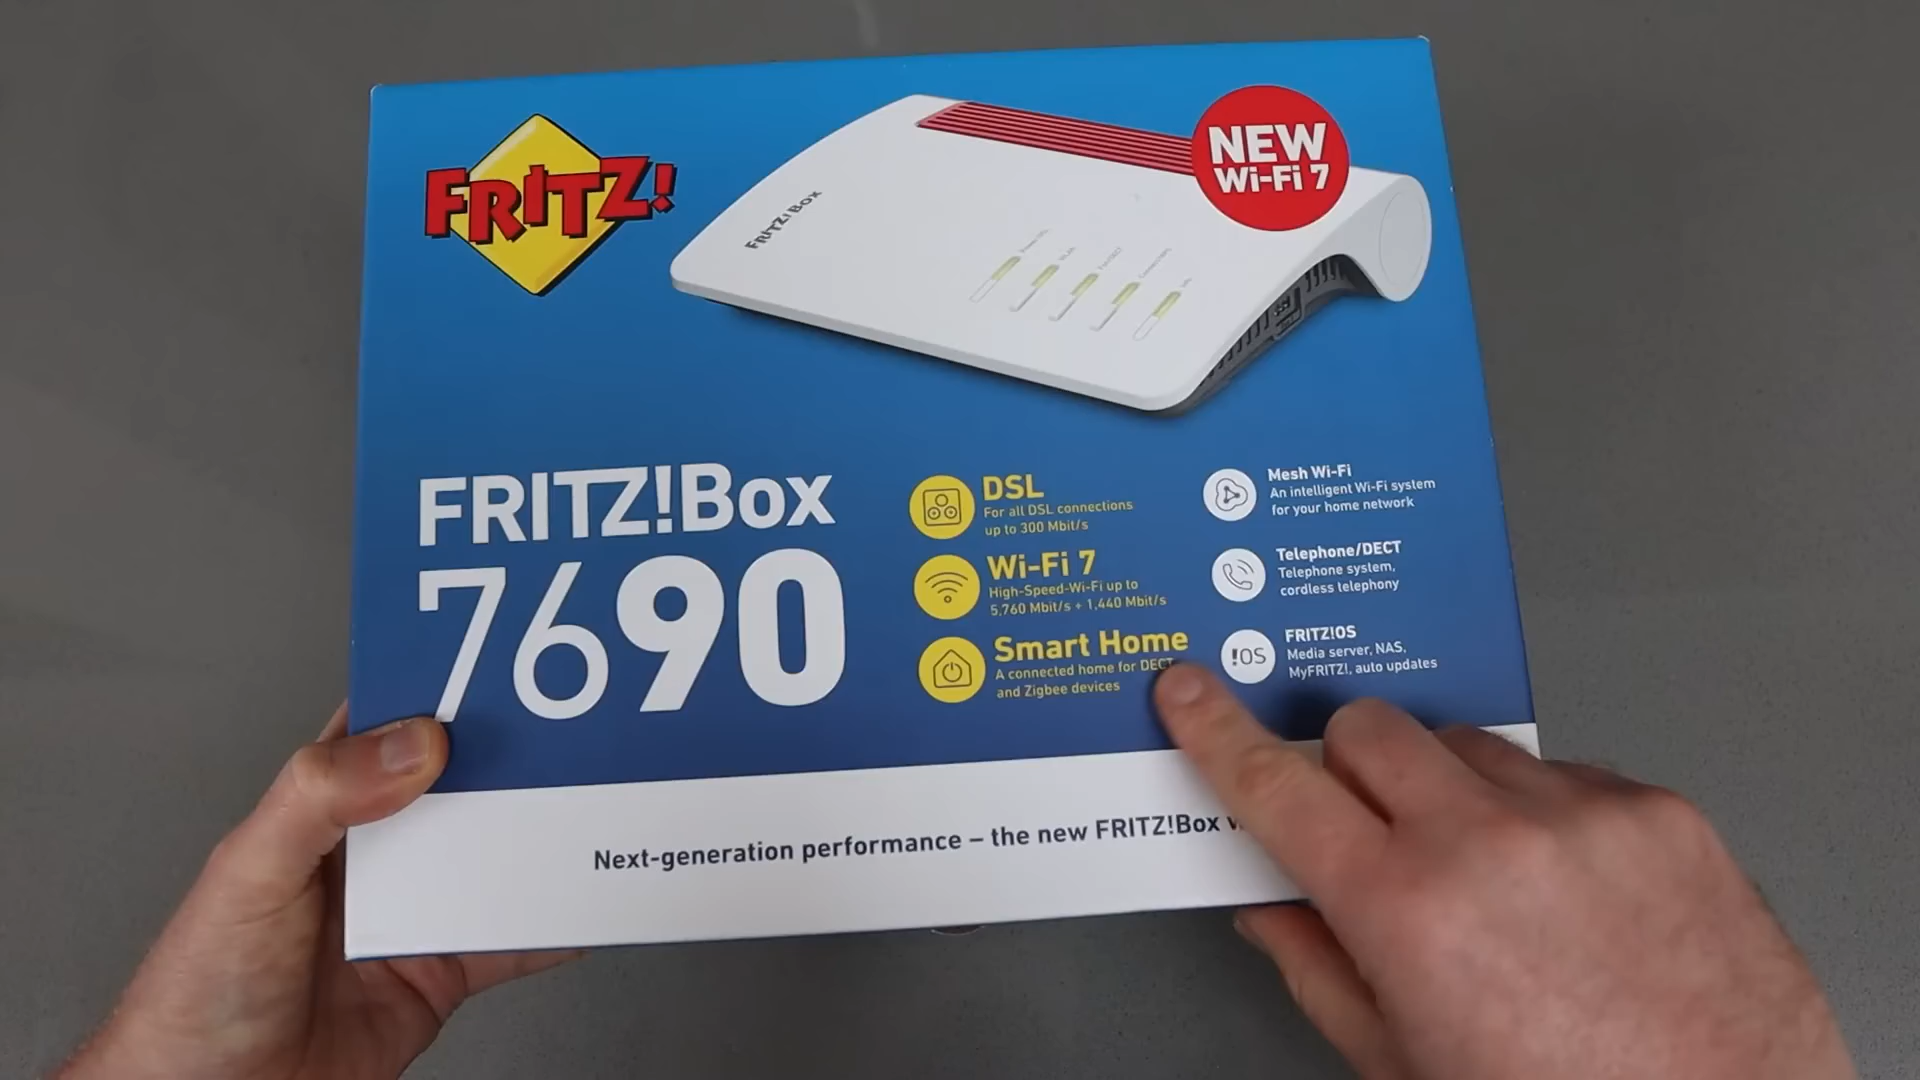 FRITZ!
FRITZ! Box
NEW
Wi-Fi 7
FRITZ!Box
7690
DSL
For all DSL connections
up to 300 Mbit/s
Wi-Fi 7
High-Speed-Wi-Fi up to
5,760 Mbit/s + 1,440 Mbit/s
Smart Home
A connected home for DECT
and Zigbee devices
Mesh Wi-Fi
An intelligent Wi-Fi system
for your home network
Telephone/DECT
Telephone system,
cordless telephony
!OS
FRITZ!OS
Media server, NAS,
MyFRITZ!, auto updates
Next-generation performance – the new FRITZ!Box